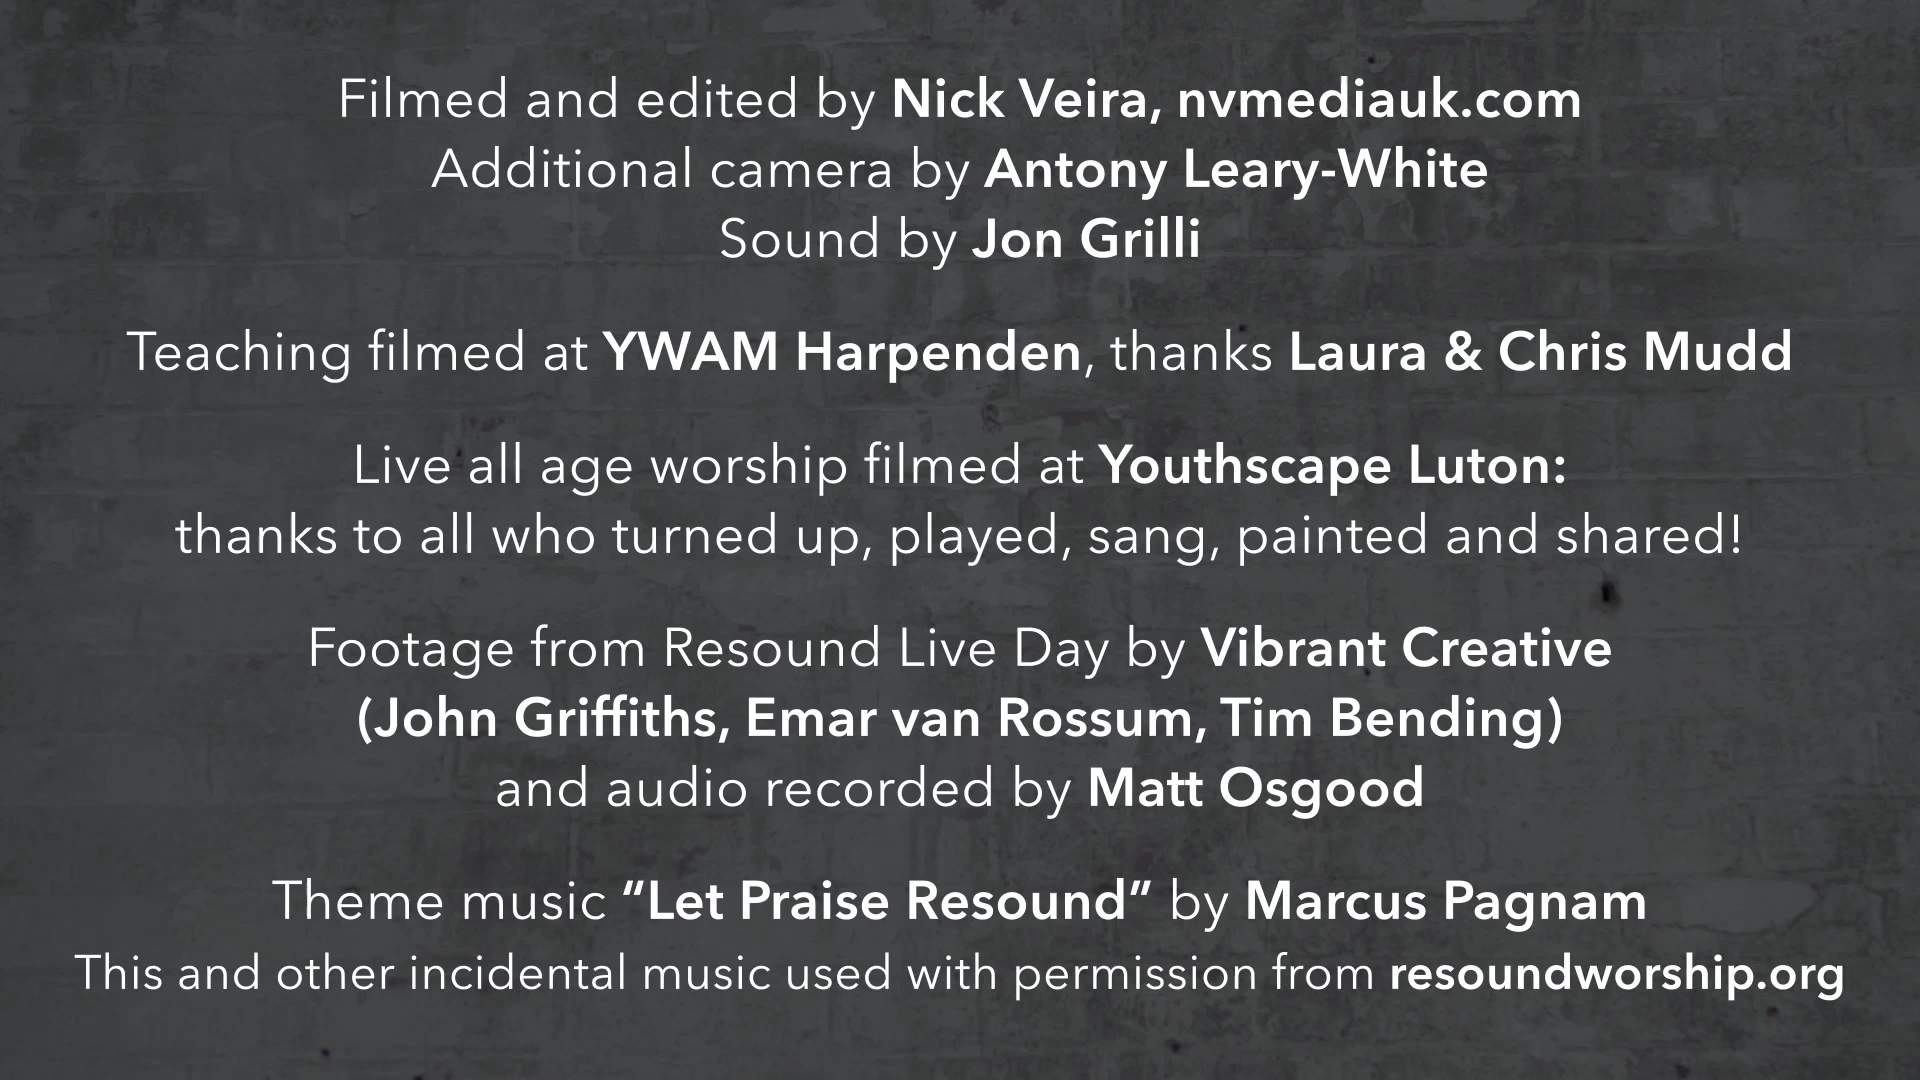 Filmed and edited by Nick Veira, nvmediauk.com
Additional camera by Antony Leary-White
Sound by Jon Grilli
Teaching filmed at YWAM Harpenden, thanks Laura & Chris Mudd
Live all age worship filmed at Youthscape Luton:
thanks to all who turned up, played, sang, painted and shared!
Footage from Resound Live Day by Vibrant Creative
(John Griffiths, Emar van Rossum, Tim Bending)
and audio recorded by Matt Osgood
Theme music “Let Praise Resound” by Marcus Pagnam
This and other incidental music used with permission from resoundworship.org